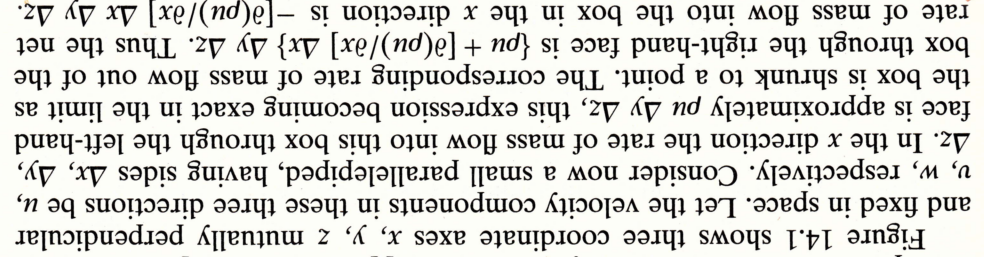 Figure 14.1 shows three coordinate axes x, y, z mutually perpendicular
and fixed in space. Let the velocity components in these three directions be u,
v, w, respectively. Consider now a small parallelepiped, having sides Δx, Δy,
Δz. In the x direction the rate of mass flow into this box through the left-hand
face is approximately ρu Δy Δz, this expression becoming exact in the limit as
the box is shrunk to a point. The corresponding rate of mass flow out of the
box through the right-hand face is {ρu + [∂(ρu)/∂x] Δx} Δy Δz. Thus the net
rate of mass flow into the box in the x direction is −[∂(ρu)/∂x] Δx Δy Δz.